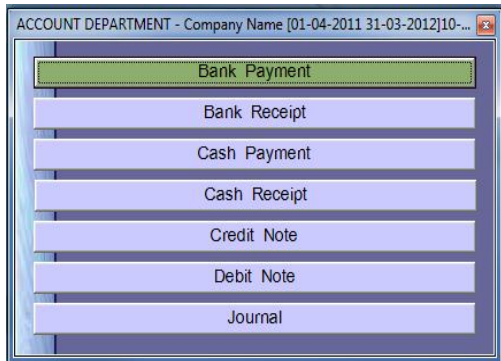 ACCOUNT DEPARTMENT - Company Name [01-04-2011 31-03-2012]10-...
Bank Payment
Bank Receipt
Cash Payment
Cash Receipt
Credit Note
Debit Note
Journal